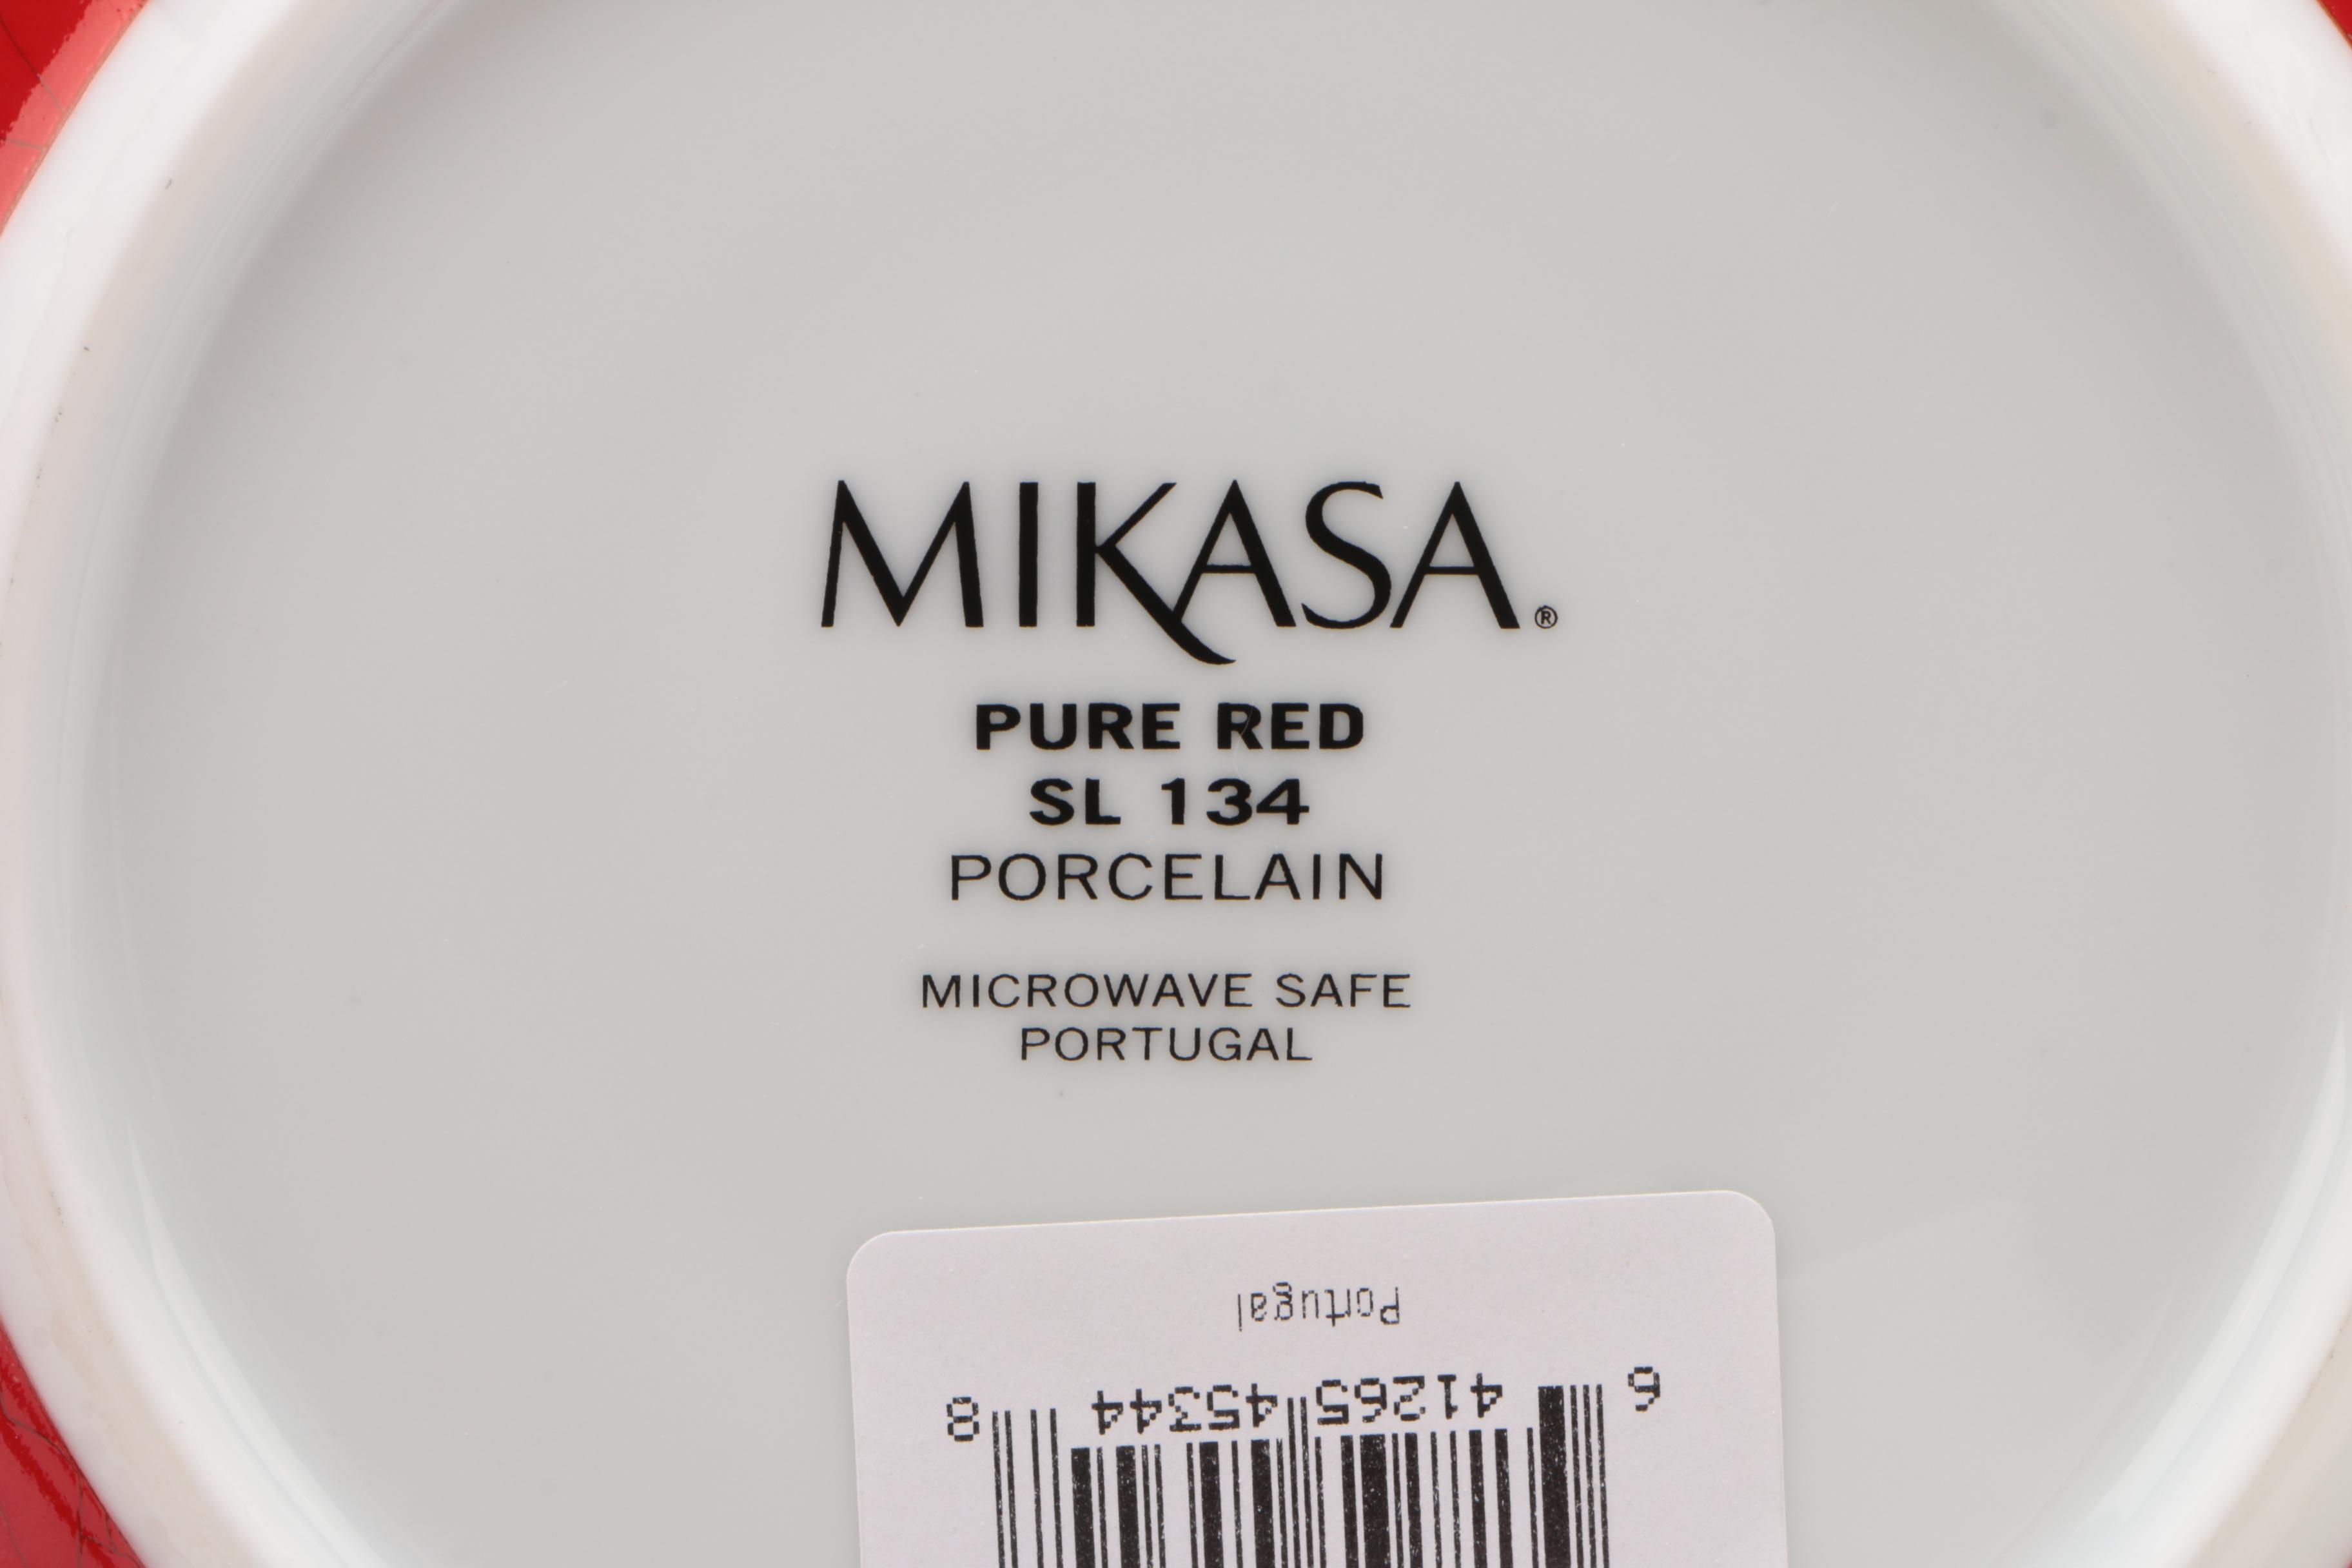 MIKASA®
PURE RED
SL 134
PORCELAIN
MICROWAVE SAFE
PORTUGAL
Portugal
6 41265 45344 8